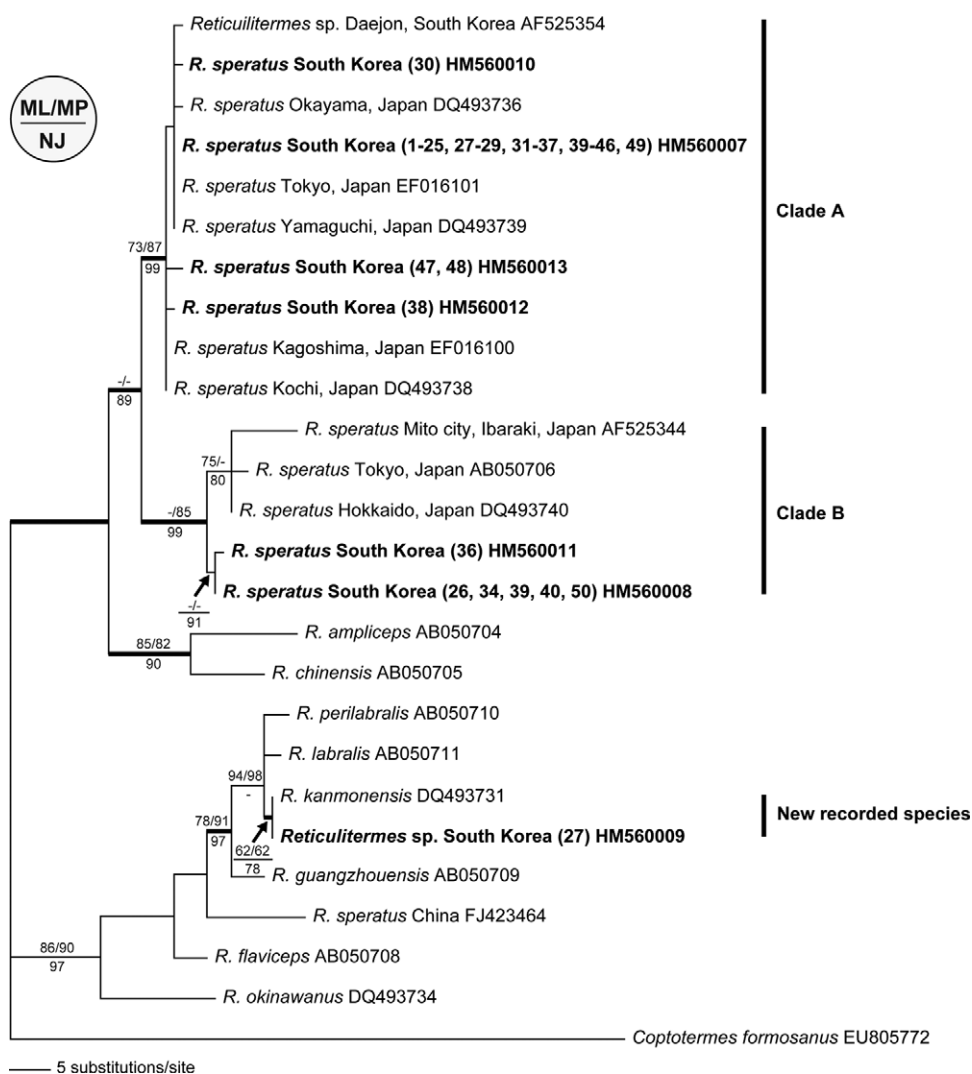 Reticuilitermes sp. Daejon, South Korea AF525354
R. speratus South Korea (30) HM560010
ML/MP
NJ
R. speratus Okayama, Japan DQ493736
R. speratus South Korea (1-25, 27-29, 31-37, 39-46, 49) HM560007
R. speratus Tokyo, Japan EF016101
Clade A
R. speratus Yamaguchi, Japan DQ493739
73/87
99
R. speratus South Korea (47, 48) HM560013
R. speratus South Korea (38) HM560012
R. speratus Kagoshima, Japan EF016100
-/-
89
R. speratus Kochi, Japan DQ493738
R. speratus Mito city, Ibaraki, Japan AF525344
75/-
80
R. speratus Tokyo, Japan AB050706
R. speratus Hokkaido, Japan DQ493740
Clade B
-/85
99
R. speratus South Korea (36) HM560011
R. speratus South Korea (26, 34, 39, 40, 50) HM560008
-/-
91
R. ampliceps AB050704
85/82
90
R. chinensis AB050705
R. perilabralis AB050710
R. labralis AB050711
94/98
-
R. kanmonensis DQ493731
New recorded species
78/91
97
Reticulitermes sp. South Korea (27) HM560009
62/62
78
R. guangzhouensis AB050709
R. speratus China FJ423464
86/90
97
R. flaviceps AB050708
R. okinawanus DQ493734
Coptotermes formosanus EU805772
5 substitutions/site